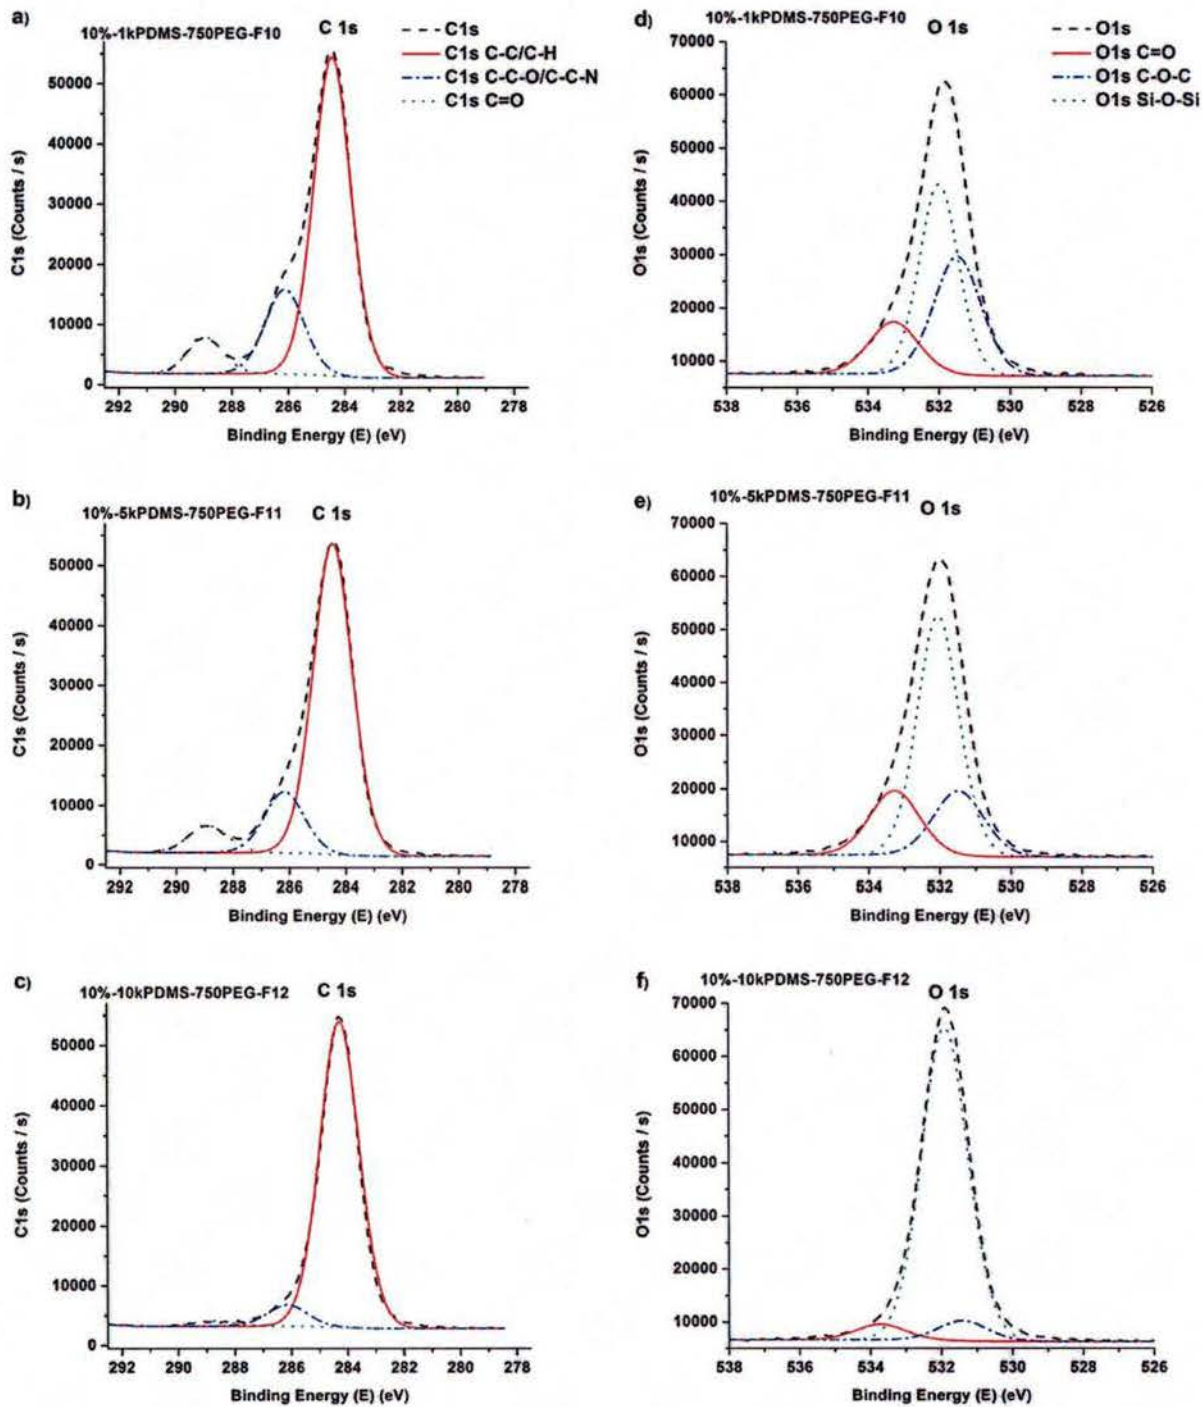 a)
10%-1kPDMS-750PEG-F10
C 1s
C1s
C1s C-C/C-H
C1s C-C-O/C-C-N
C1s C=O
C1s (Counts / s)
50000
40000
30000
20000
10000
0
292 290 288 286 284 282 280 278
Binding Energy (E) (eV)
d)
10%-1kPDMS-750PEG-F10
O 1s
O1s
O1s C=O
O1s C-O-C
O1s Si-O-Si
O1s (Counts / s)
70000
60000
50000
40000
30000
20000
10000
538 536 534 532 530 528 526
Binding Energy (E) (eV)
b)
10%-5kPDMS-750PEG-F11
C 1s
C1s (Counts / s)
50000
40000
30000
20000
10000
0
292 290 288 286 284 282 280 278
Binding Energy (E) (eV)
e)
10%-5kPDMS-750PEG-F11
O 1s
O1s (Counts / s)
70000
60000
50000
40000
30000
20000
10000
538 536 534 532 530 528 526
Binding Energy (E) (eV)
c)
10%-10kPDMS-750PEG-F12
C 1s
C1s (Counts / s)
50000
40000
30000
20000
10000
0
292 290 288 286 284 282 280 278
Binding Energy (E) (eV)
f)
10%-10kPDMS-750PEG-F12
O 1s
O1s (Counts / s)
70000
60000
50000
40000
30000
20000
10000
538 536 534 532 530 528 526
Binding Energy (E) (eV)